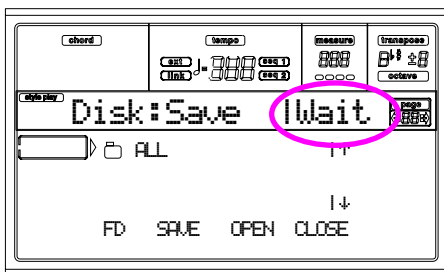 chord tempo measure transpose
ext seq 1
link seq 2
octave
style play page
Disk:Save |Wait
ALL |↑
|↓
FD SAVE OPEN CLOSE